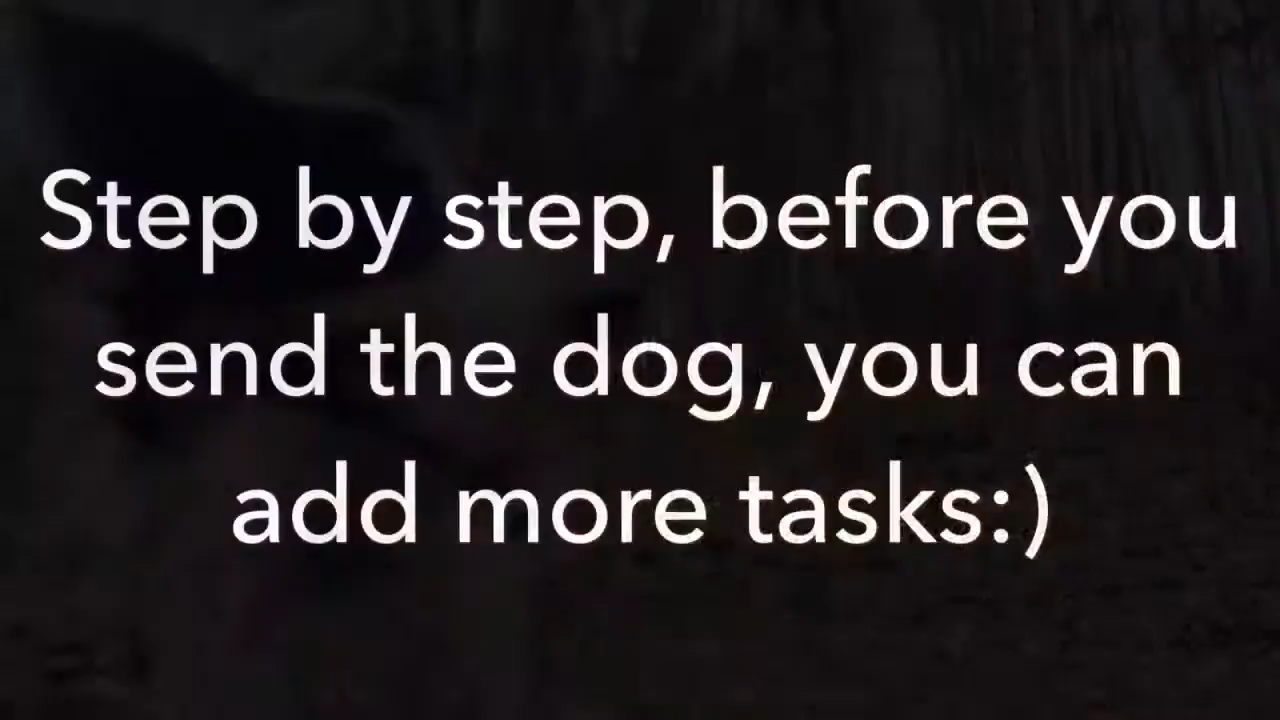 Step by step, before you
send the dog, you can
add more tasks:)